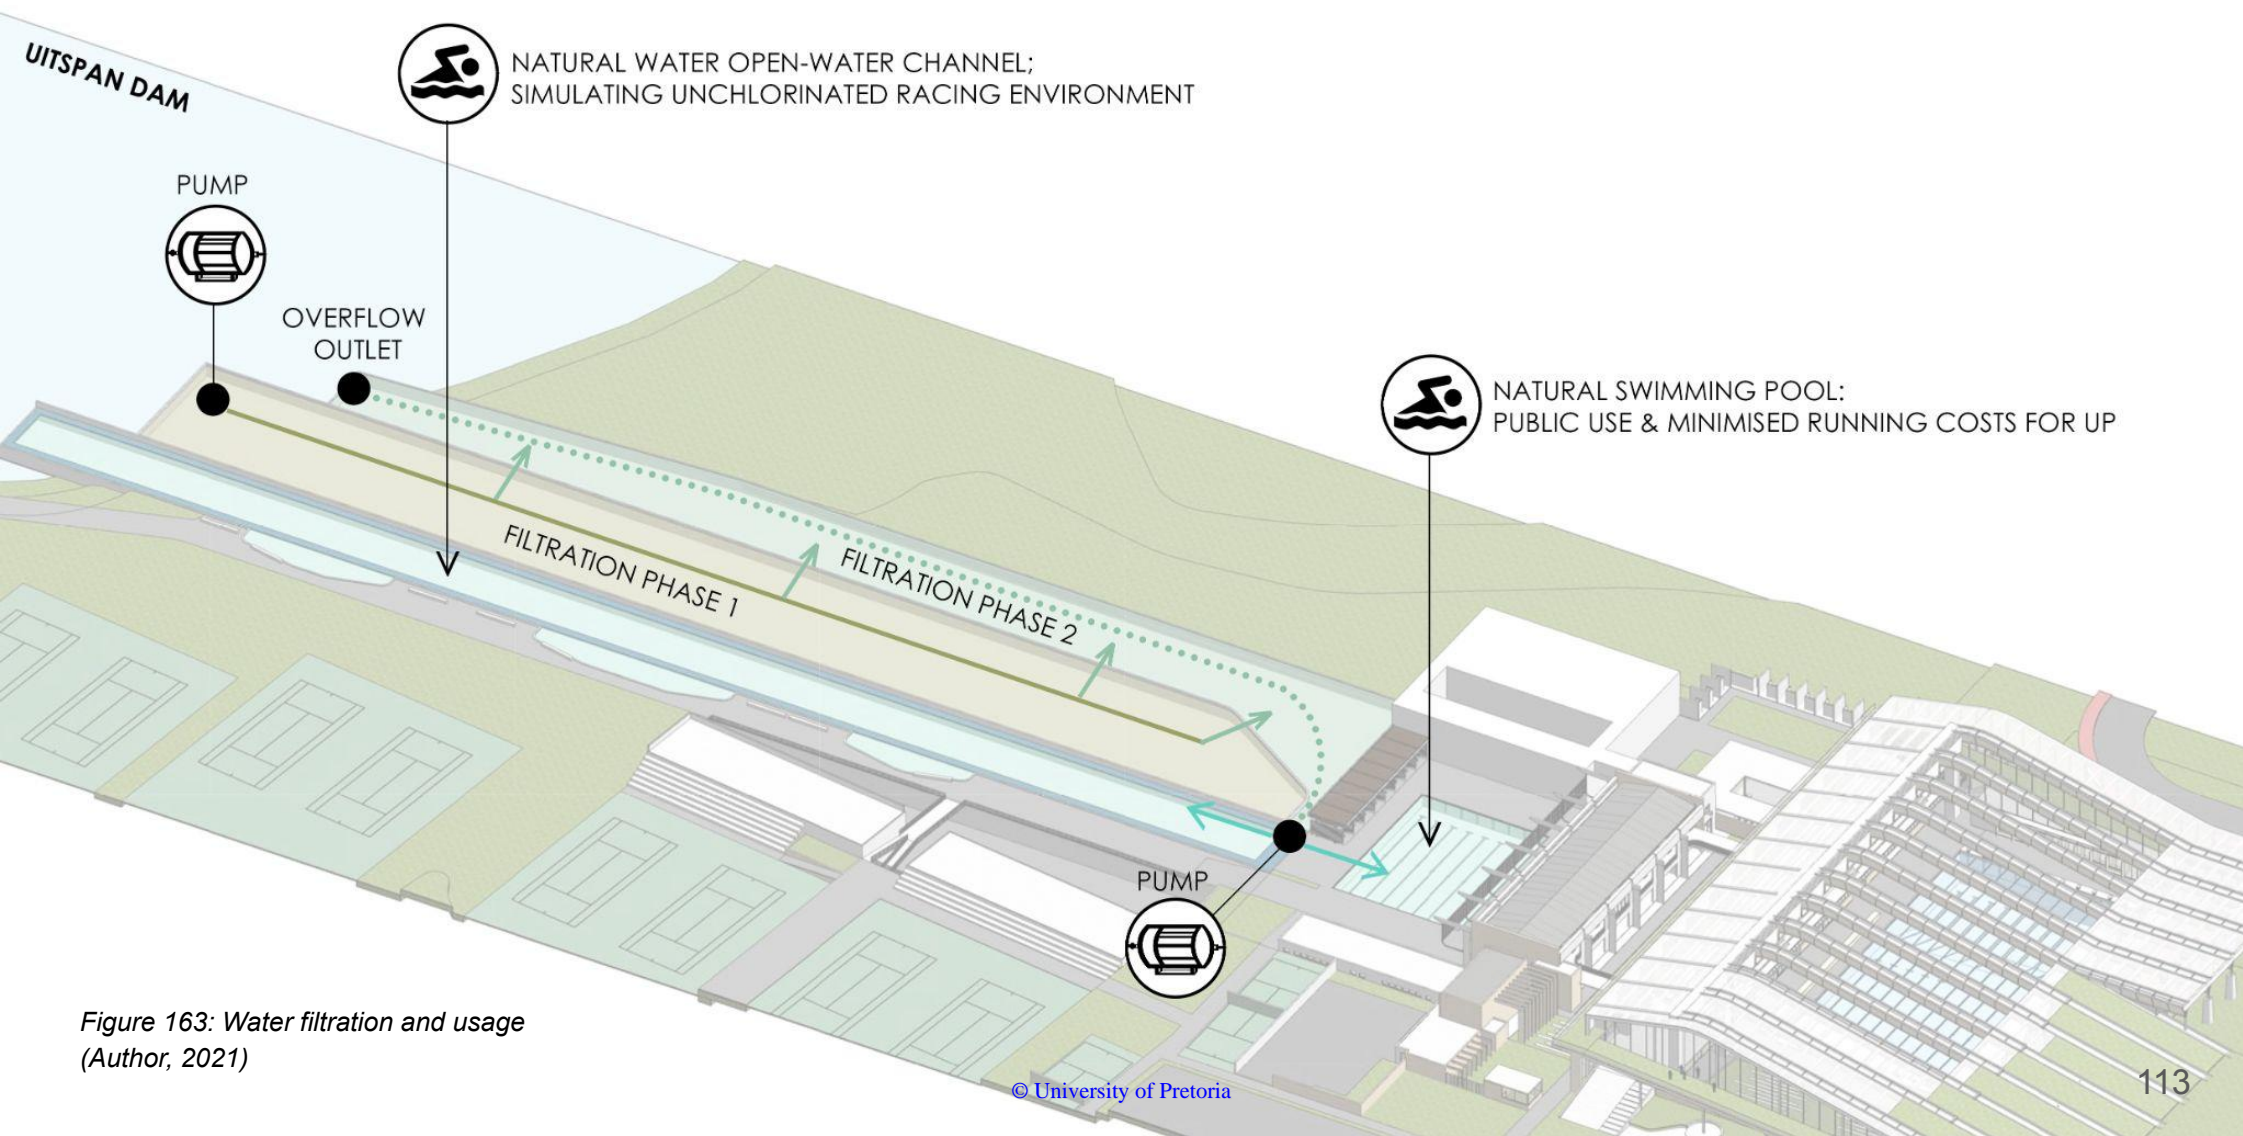 UITSPAN DAM
NATURAL WATER OPEN-WATER CHANNEL;
SIMULATING UNCHLORINATED RACING ENVIRONMENT
PUMP
OVERFLOW
OUTLET
NATURAL SWIMMING POOL:
PUBLIC USE & MINIMISED RUNNING COSTS FOR UP
FILTRATION PHASE 1
FILTRATION PHASE 2
PUMP
Figure 163: Water filtration and usage
(Author, 2021)
© University of Pretoria
113